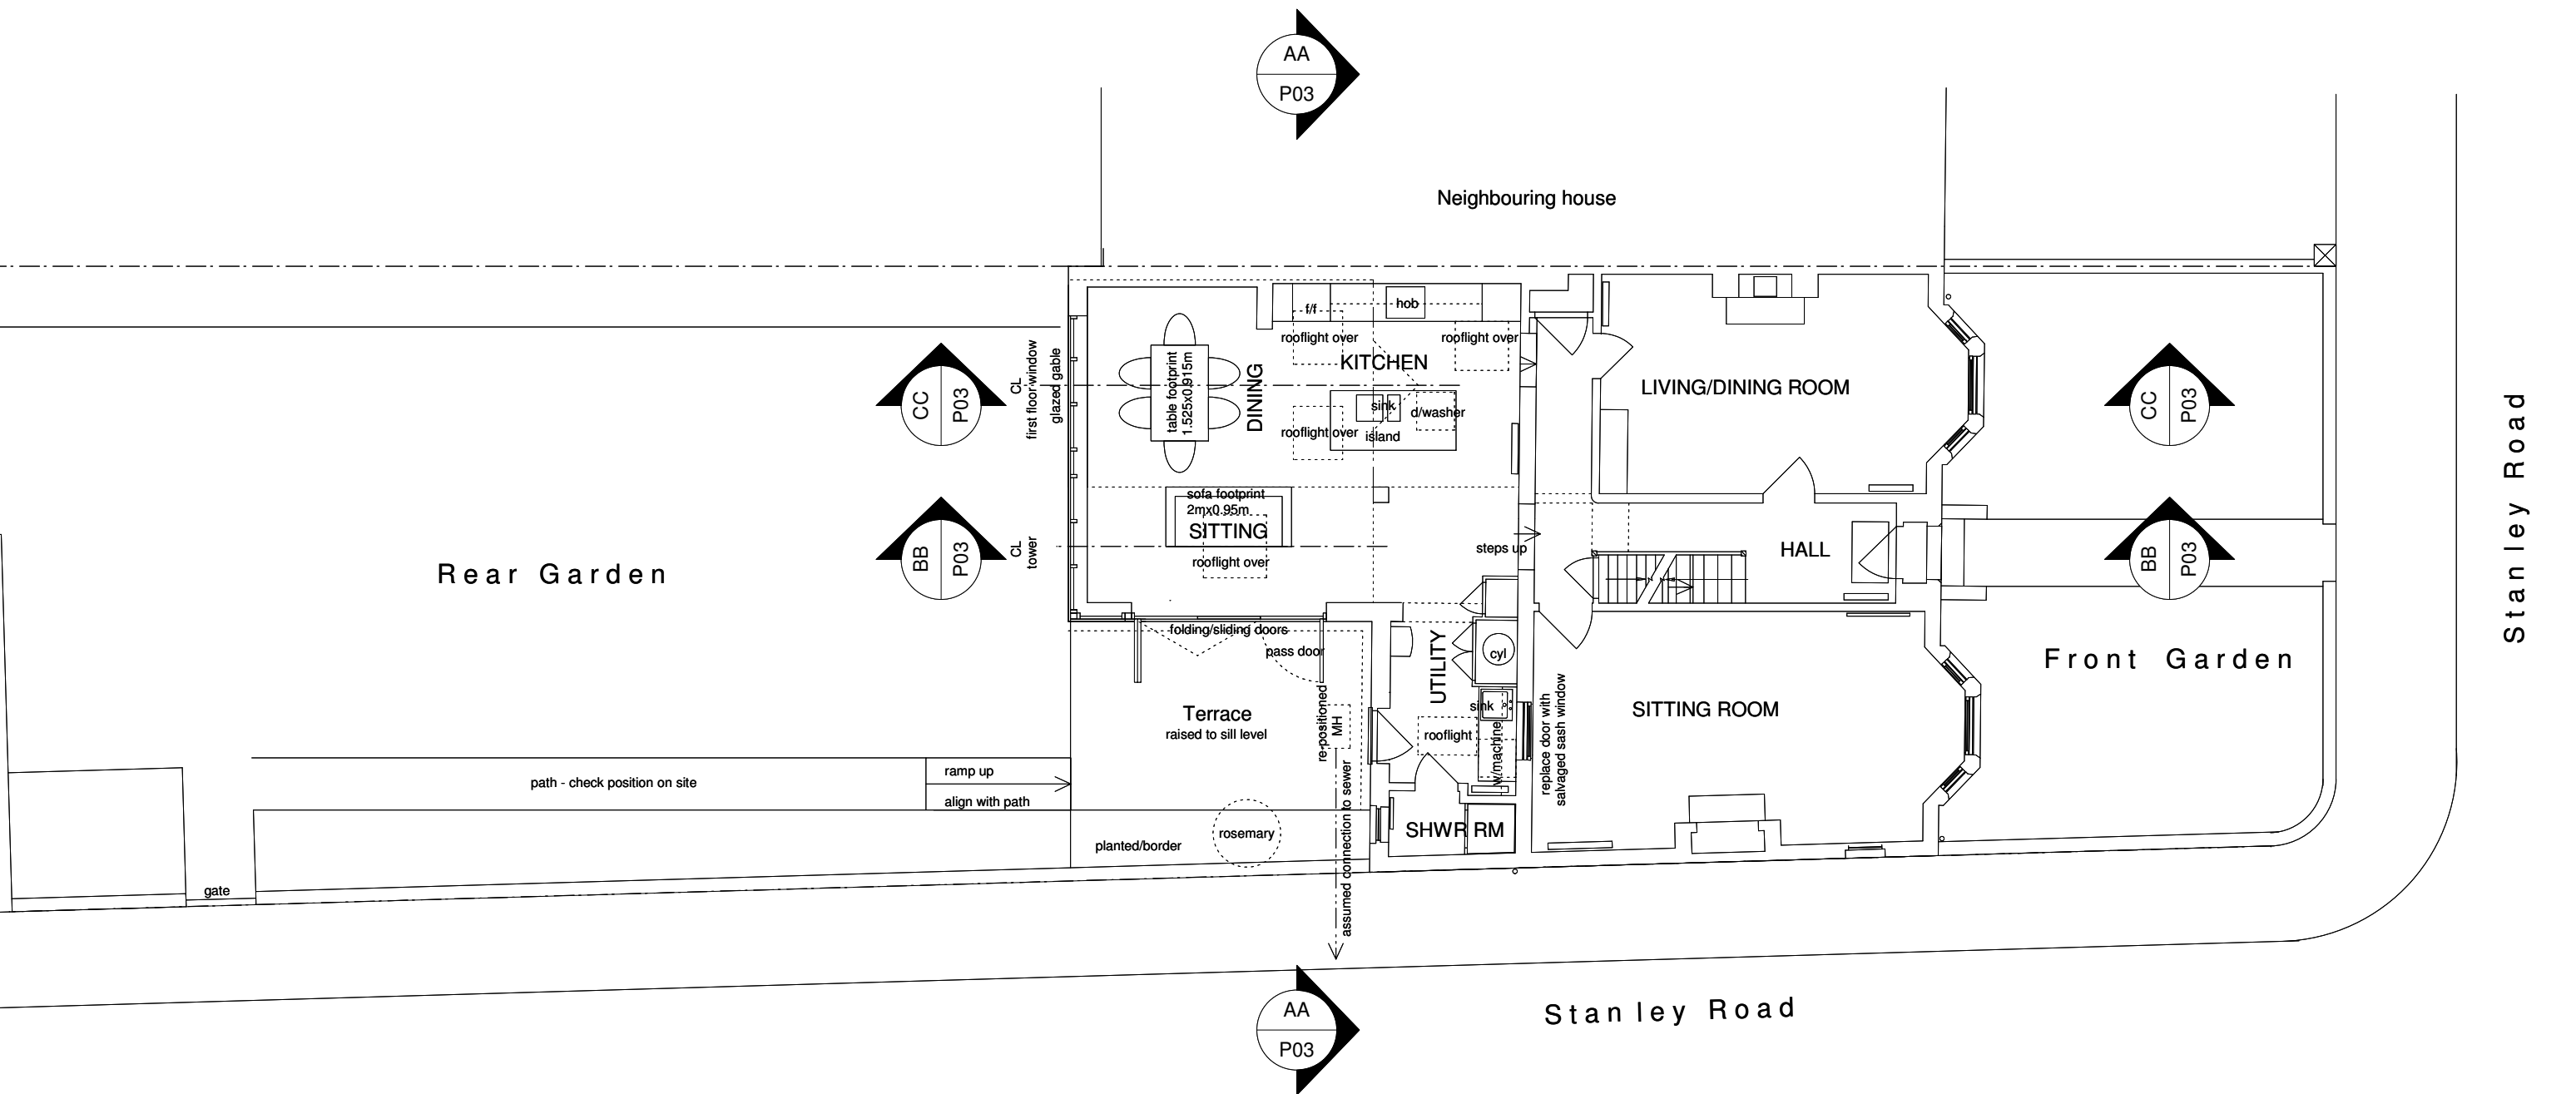 AA
P03
Neighbouring house
f/f
hob
rooflight over
rooflight over
KITCHEN
CC
P03
CL
first floor window
glazed gable
table footprint
1.525x0.915m
DINING
sink
d/washer
rooflight over
island
LIVING/DINING ROOM
CC
P03
Stanley Road
sofa footprint
2mx0.95m
SITTING
rooflight over
BB
P03
CL
tower
steps up
HALL
BB
P03
Rear Garden
folding/sliding doors
pass door
UTILITY
cyl
sink
rooflight
w/machine
replace door with
salvaged sash window
SITTING ROOM
Front Garden
Terrace
raised to sill level
re-positioned
MH
ramp up
path - check position on site
align with path
rosemary
planted/border
assumed connection to sewer
SHWR RM
gate
Stanley Road
AA
P03